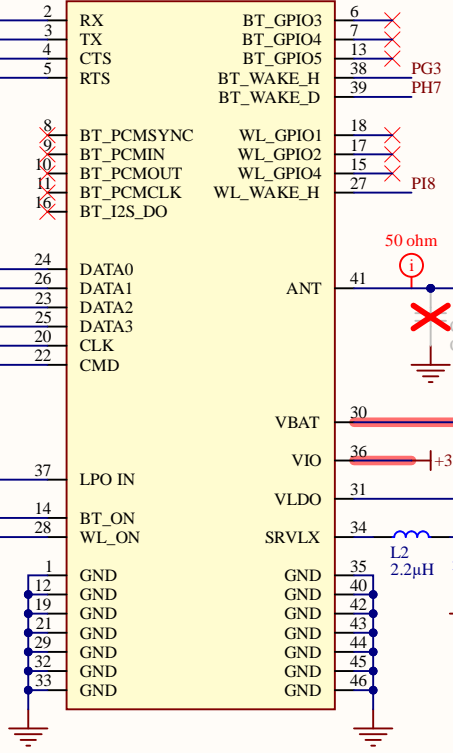 2 RX BT_GPIO3 6
3 TX BT_GPIO4 7
4 CTS BT_GPIO5 13
5 RTS BT_WAKE_H 38 PG3
BT_WAKE_D 39 PH7
8 BT_PCMSYNC WL_GPIO1 18
9 BT_PCMIN WL_GPIO2 17
10 BT_PCMOUT WL_GPIO4 15
11 BT_PCMCLK WL_WAKE_H 27 PI8
16 BT_I2S_DO
50 ohm
i
24 DATA0
26 DATA1 ANT 41
23 DATA2
25 DATA3
20 CLK
22 CMD
VBAT 30
VIO 36 +3
37 LPO IN
VLDO 31
14 BT_ON
28 WL_ON SRVLX 34
L2
2.2µH
1 GND GND 35
12 GND GND 40
19 GND GND 42
21 GND GND 43
29 GND GND 44
32 GND GND 45
33 GND GND 46